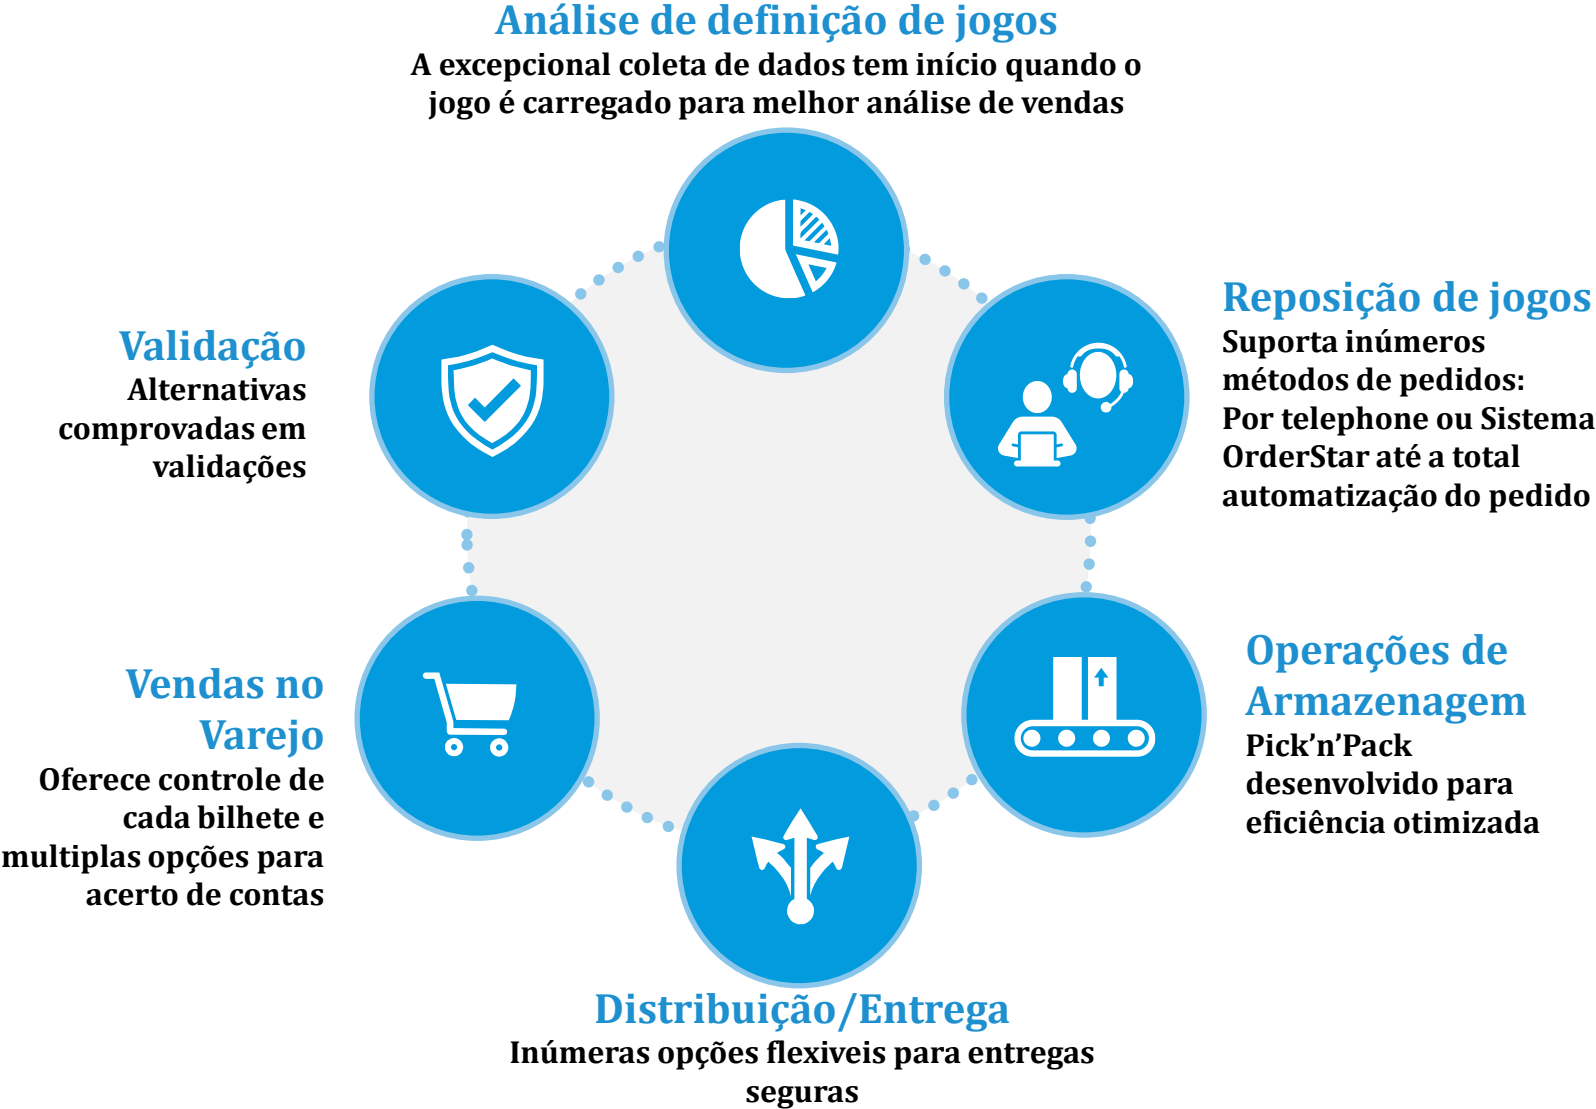 Análise de definição de jogos
A excepcional coleta de dados tem início quando o
jogo é carregado para melhor análise de vendas
Reposição de jogos
Suporta inúmeros
métodos de pedidos:
Por telephone ou Sistema
OrderStar até a total
automatização do pedido
Operações de
Armazenagem
Pick’n’Pack
desenvolvido para
eficiência otimizada
Distribuição/Entrega
Inúmeras opções flexiveis para entregas
seguras
Vendas no
Varejo
Oferece controle de
cada bilhete e
multiplas opções para
acerto de contas
Validação
Alternativas
comprovadas em
validações